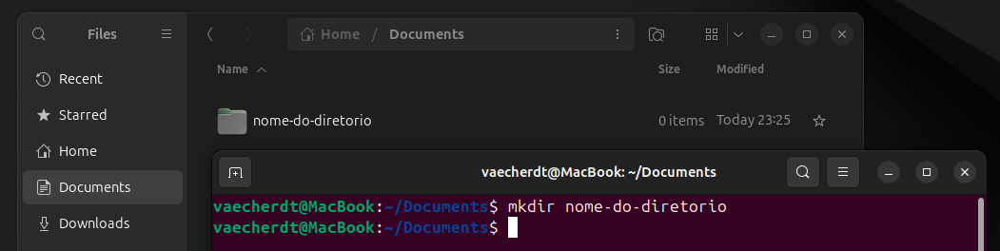 Files
Home / Documents
Name
Size
Modified
Recent
Starred
Home
Documents
Downloads
nome-do-diretorio
0 items
Today 23:25
vaecherdt@MacBook: ~/Documents
vaecherdt@MacBook:~/Documents$ mkdir nome-do-diretorio
vaecherdt@MacBook:~/Documents$